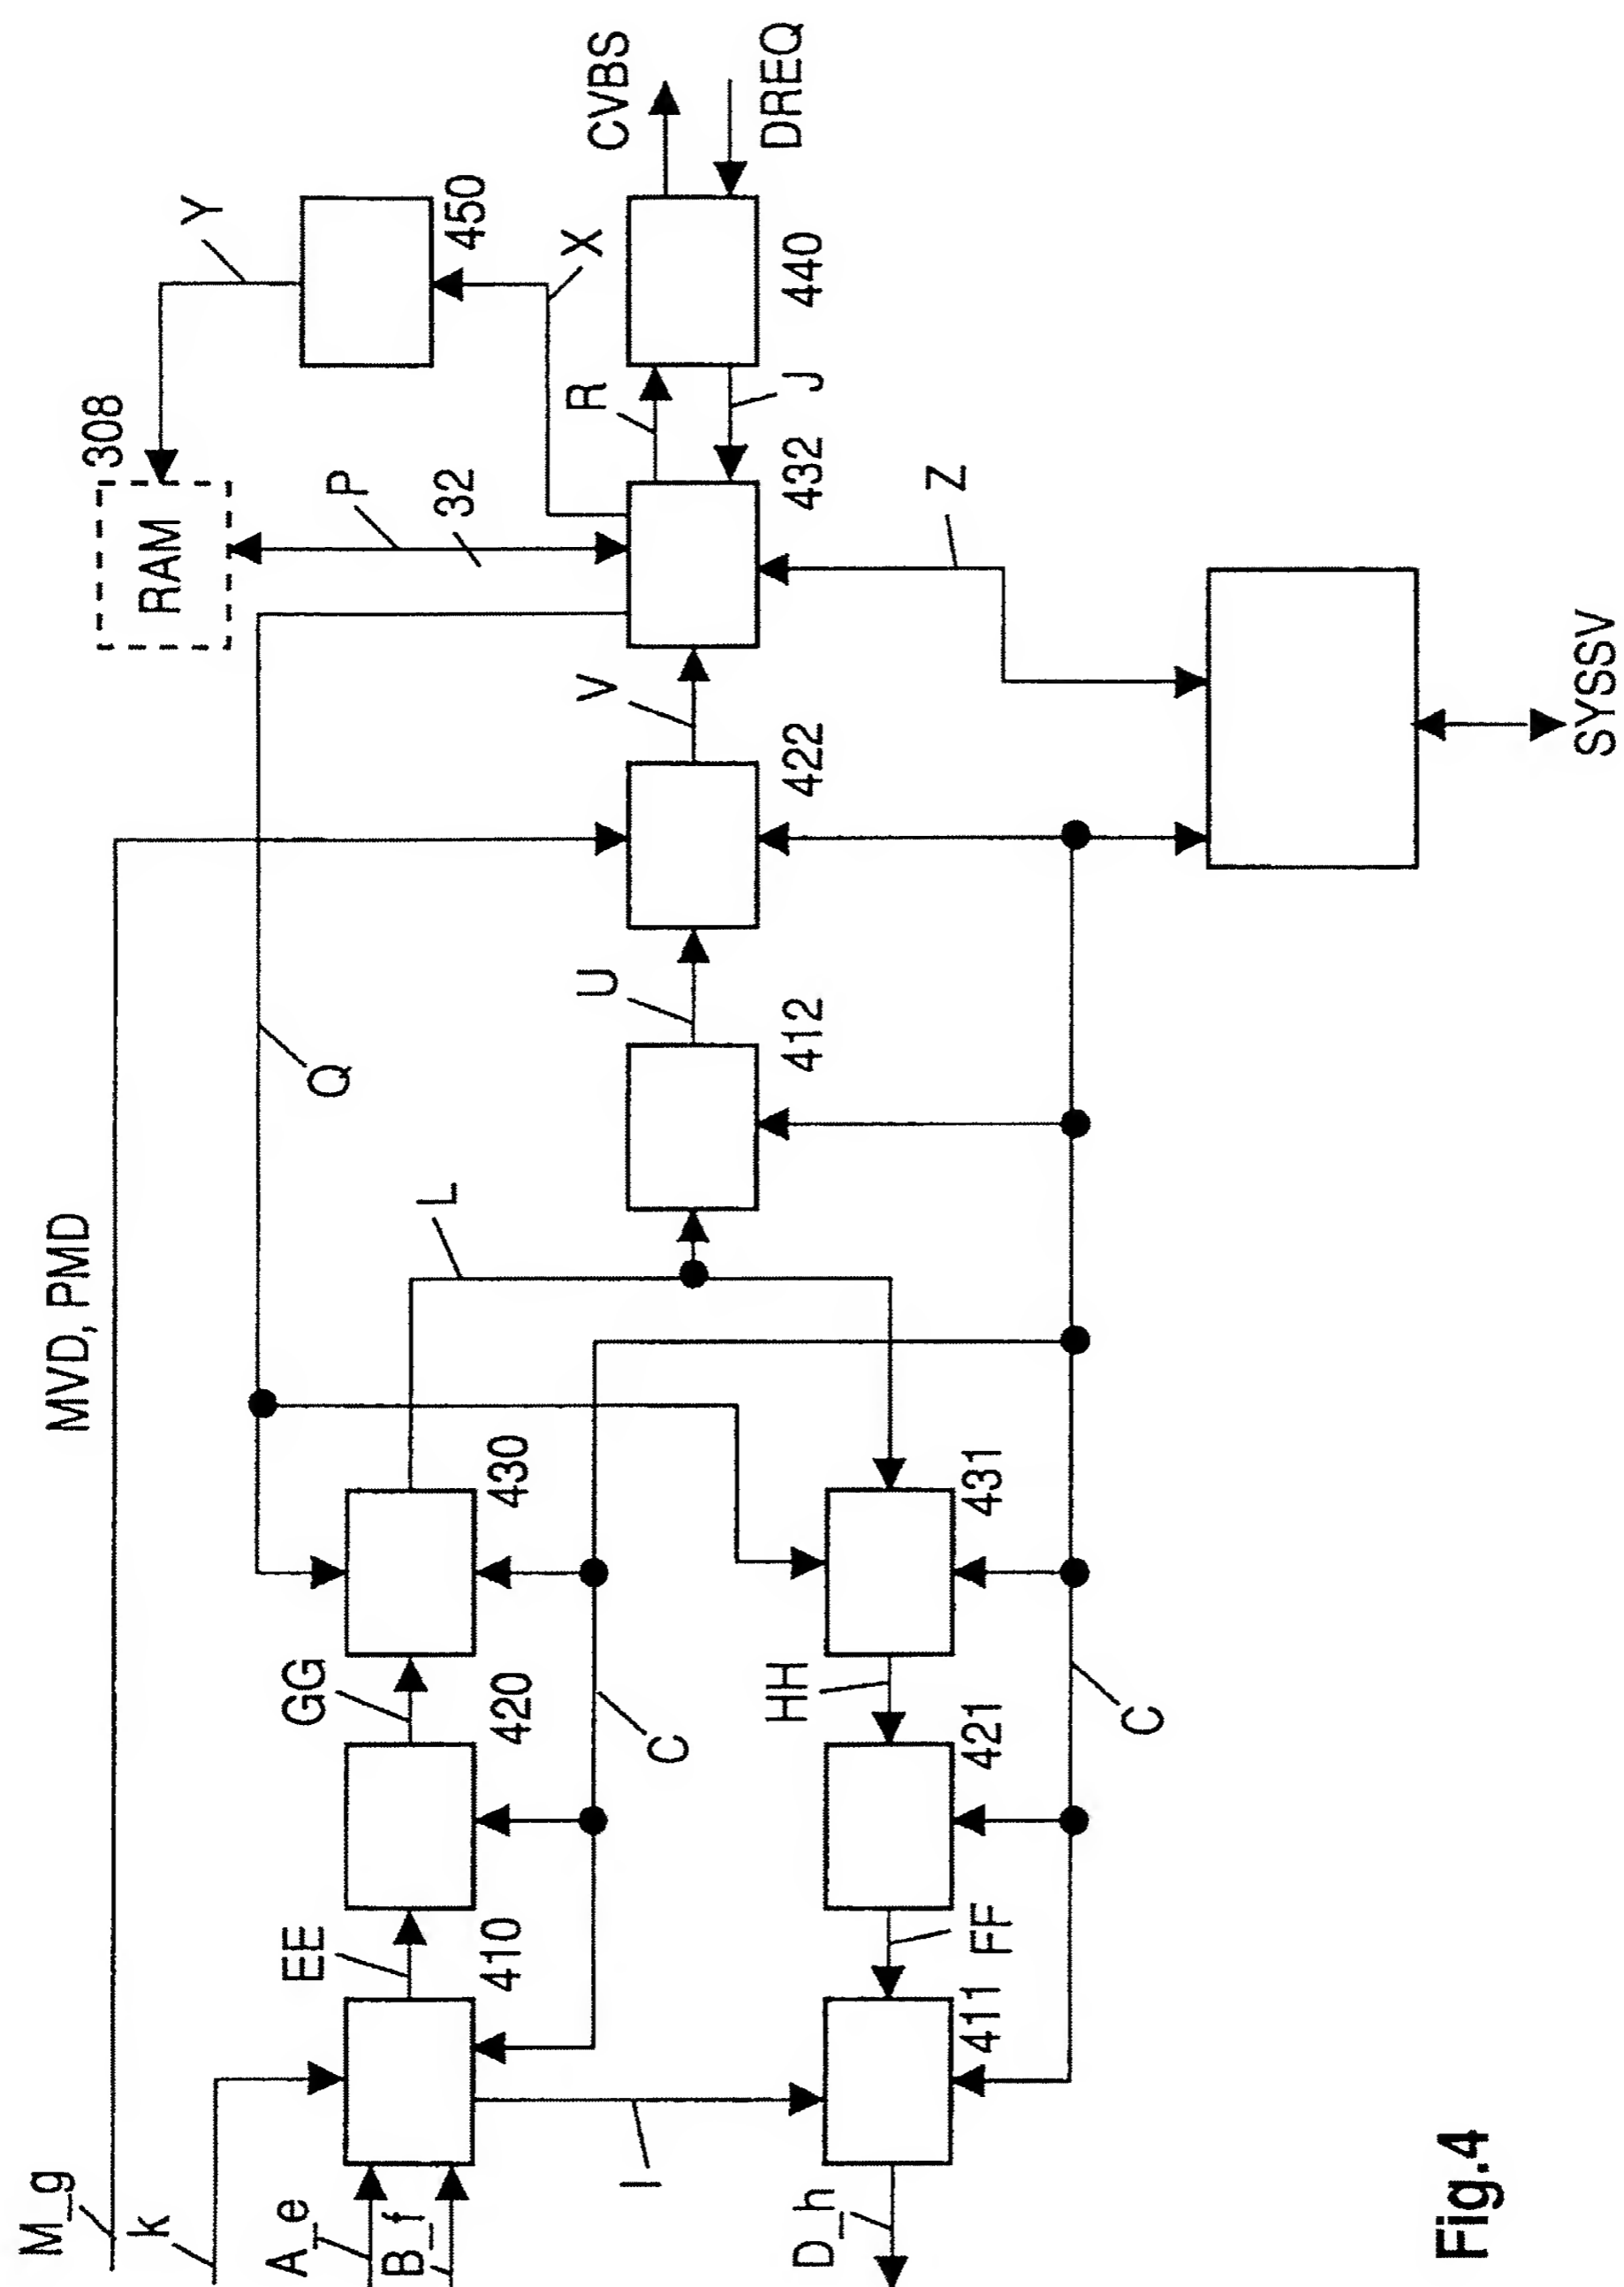 M_g
MVD, PMD
k
A_e
B_f
EE
410
GG
420
430
L
Q
C
I
D_h
FF
411
HH
421
431
C
U
412
V
422
P
32
RAM
308
Y
450
X
R
432
J
440
CVBS
DREQ
Z
SYSSV
Fig.4